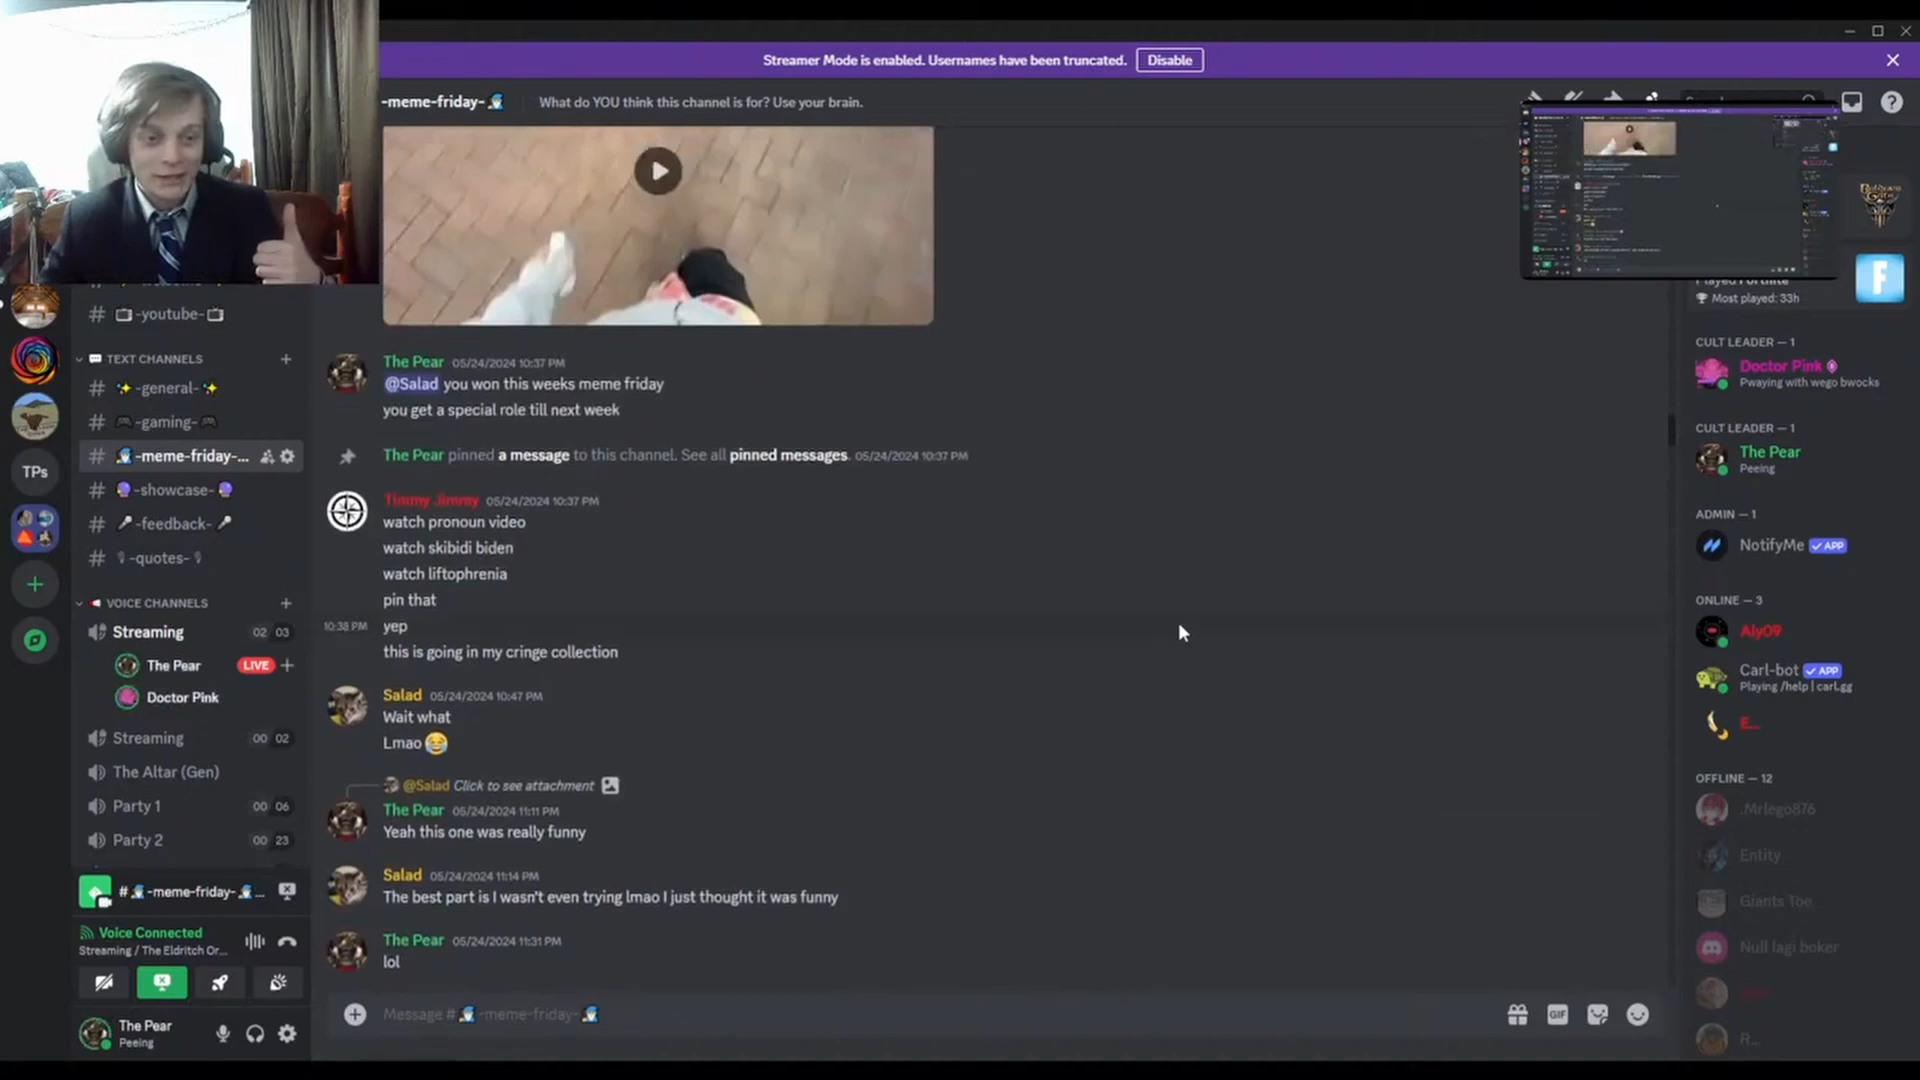 Streamer Mode is enabled. Usernames have been truncated. Disable
-meme-friday- What do YOU think this channel is for? Use your brain.
-youtube-
TEXT CHANNELS
-general-
-gaming-
-meme-friday-...
-showcase-
-feedback-
-quotes-
VOICE CHANNELS
Streaming 02 03
The Pear LIVE
Doctor Pink
Streaming 00 02
The Altar (Gen)
Party 1 00 06
Party 2 00 23
# -meme-friday- ...
Voice Connected
Streaming / The Eldritch Or...
The Pear
Peeing
TPs
The Pear 05/24/2024 10:37 PM
@Salad you won this weeks meme friday
you get a special role till next week
The Pear pinned a message to this channel. See all pinned messages. 05/24/2024 10:37 PM
Timmy Jimmy 05/24/2024 10:37 PM
watch pronoun video
watch skibidi biden
watch liftophrenia
pin that
10:38 PM yep
this is going in my cringe collection
Salad 05/24/2024 10:47 PM
Wait what
Lmao
@Salad Click to see attachment
The Pear 05/24/2024 11:11 PM
Yeah this one was really funny
Salad 05/24/2024 11:14 PM
The best part is I wasn't even trying lmao I just thought it was funny
The Pear 05/24/2024 11:31 PM
lol
Message # -meme-friday-
GIF
Most played: 33h
CULT LEADER — 1
Doctor Pink
Pwaying with wego bwocks
CULT LEADER — 1
The Pear
Peeing
ADMIN — 1
NotifyMe APP
ONLINE — 3
Aly09
Carl-bot APP
Playing /help | carl.gg
E...
OFFLINE — 12
.Mrlego876
Entity
Giants Toe...
Null lagi boker
R...